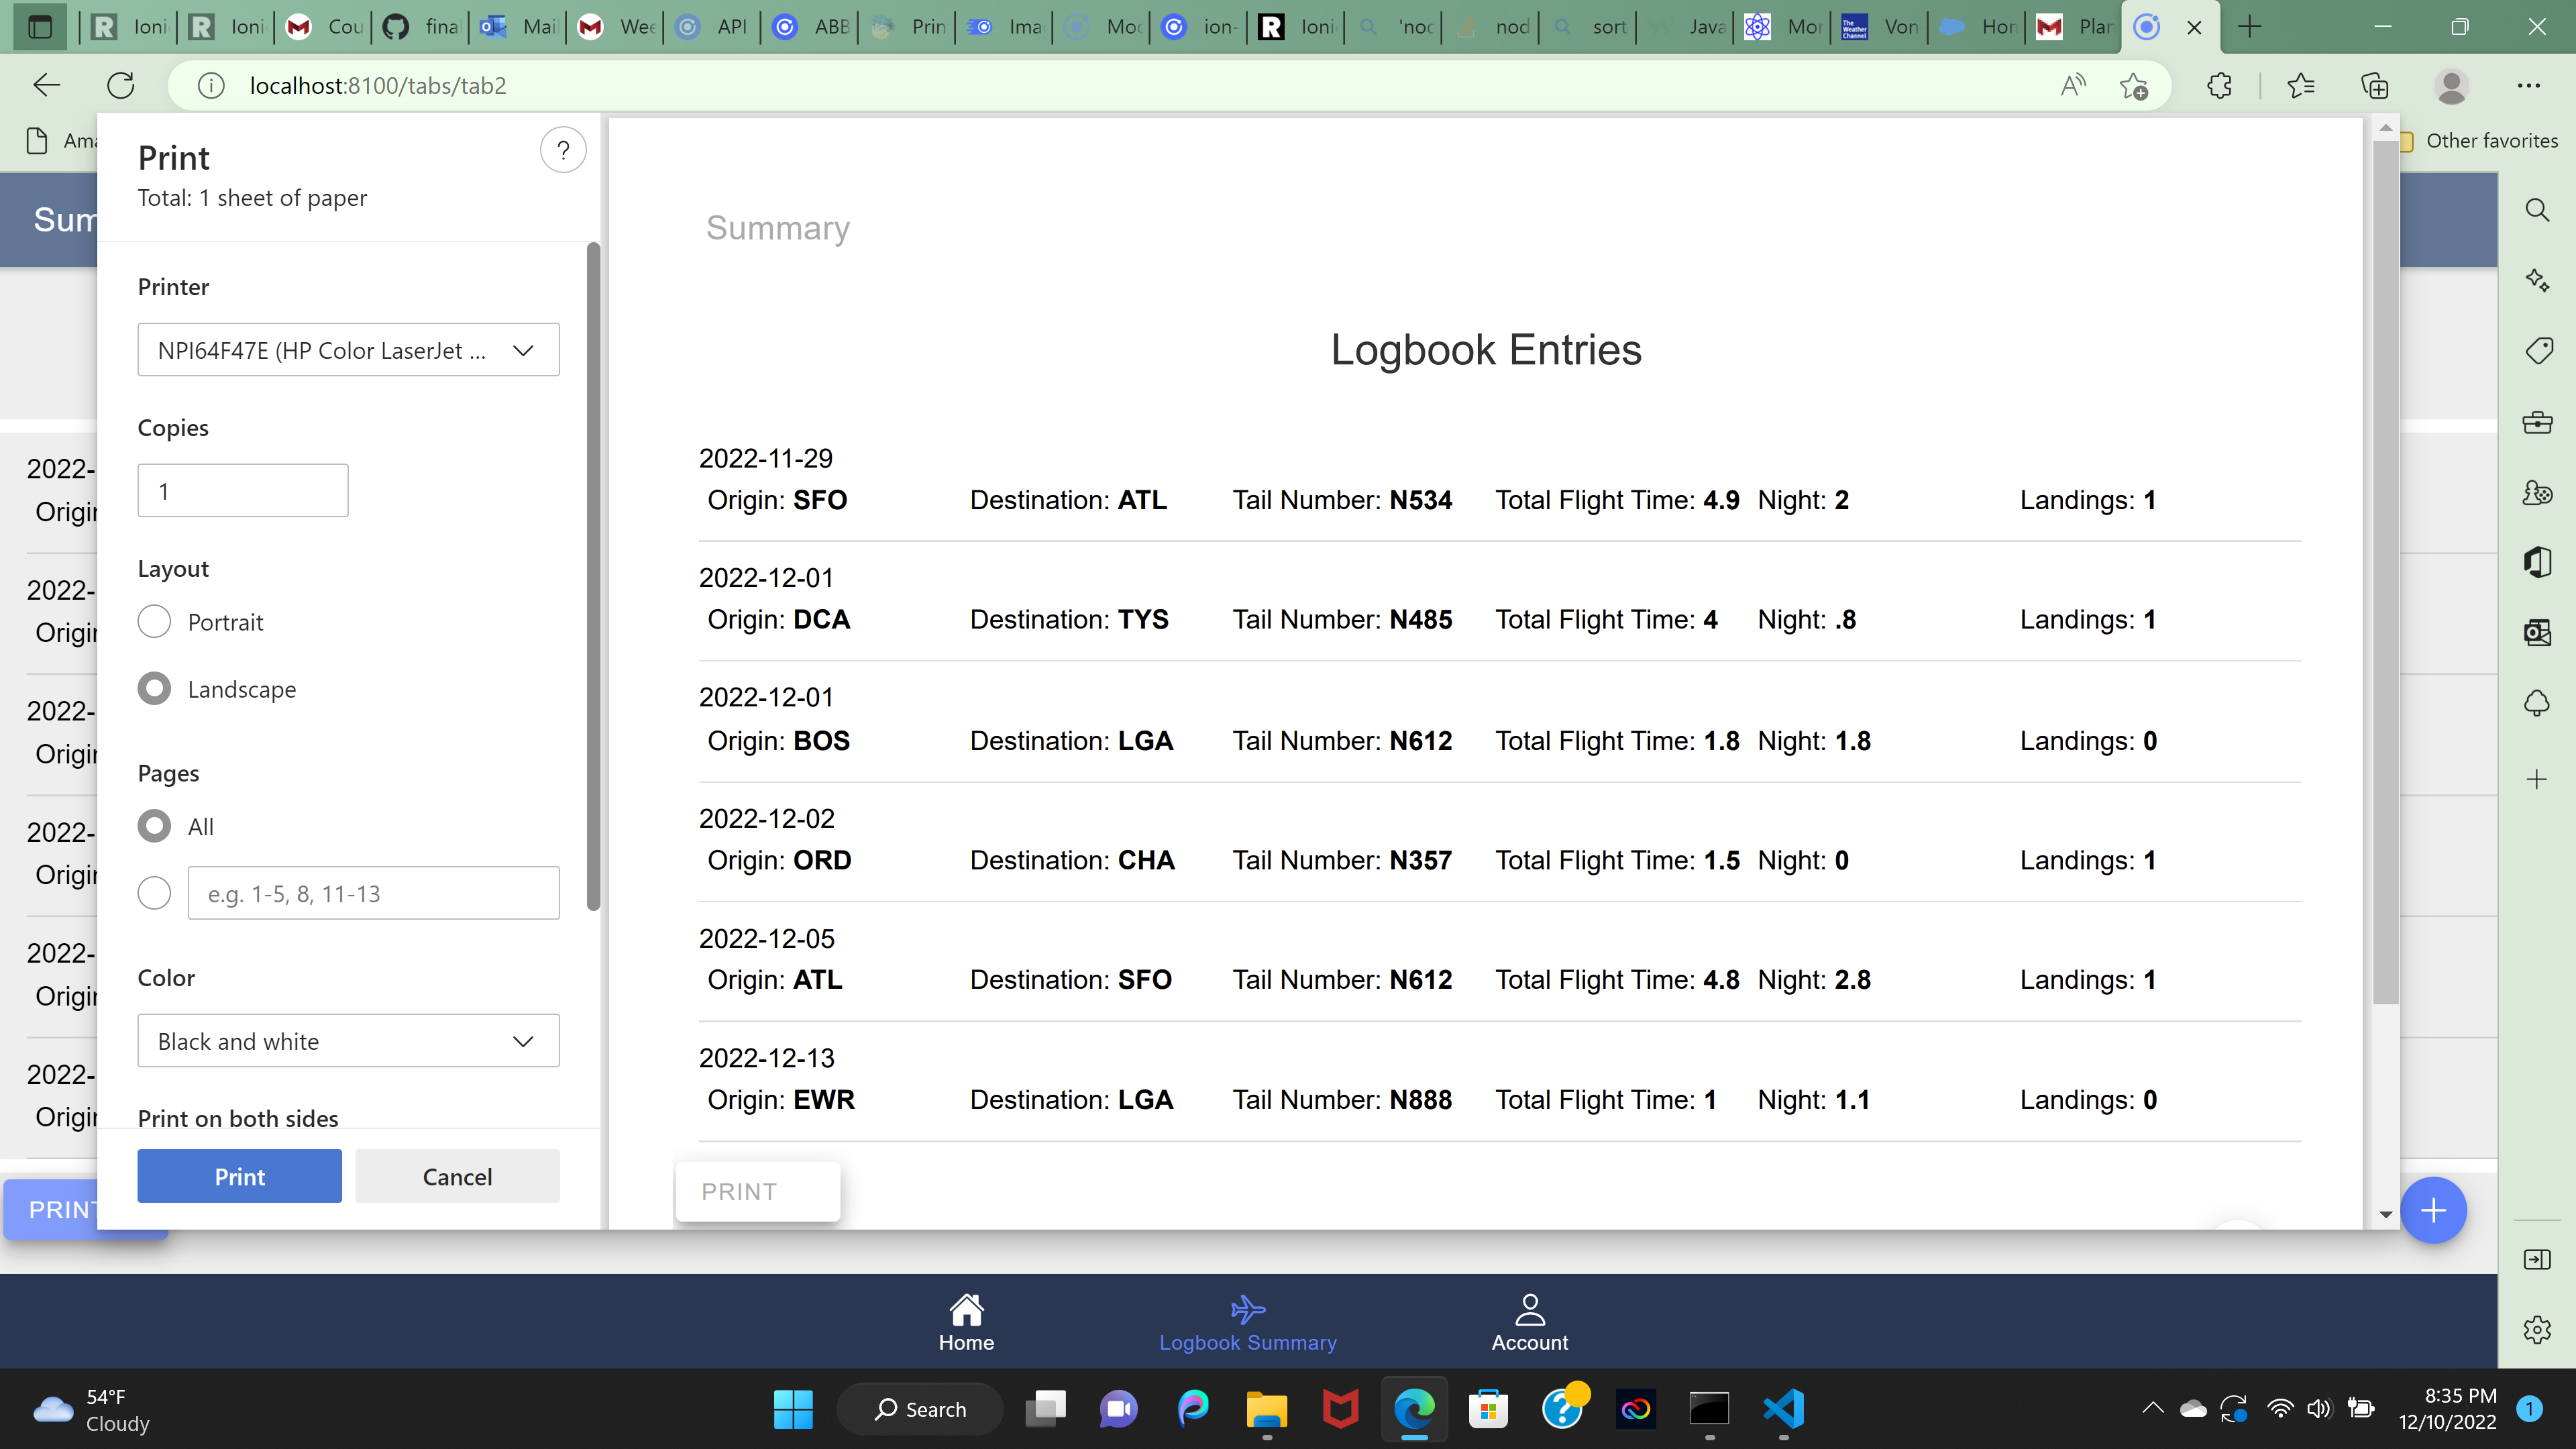 Ioni Ioni Cou fina Mai Wee API ABB Prin Ima Moc ion- Ioni 'noc nod sort Java Mor Von Hon Plan
localhost:8100/tabs/tab2
Ama
Other favorites
Print
?
Total: 1 sheet of paper
Printer
NPI64F47E (HP Color LaserJet ...
Copies
1
Layout
Portrait
Landscape
Pages
All
e.g. 1-5, 8, 11-13
Color
Black and white
Print on both sides
Print Cancel
Sum
2022-
Origin
2022-
Origin
2022-
Origin
2022-
Origin
2022-
Origin
2022-
Origin
PRINT
Summary
Logbook Entries
2022-11-29
Origin: SFO Destination: ATL Tail Number: N534 Total Flight Time: 4.9 Night: 2 Landings: 1
2022-12-01
Origin: DCA Destination: TYS Tail Number: N485 Total Flight Time: 4 Night: .8 Landings: 1
2022-12-01
Origin: BOS Destination: LGA Tail Number: N612 Total Flight Time: 1.8 Night: 1.8 Landings: 0
2022-12-02
Origin: ORD Destination: CHA Tail Number: N357 Total Flight Time: 1.5 Night: 0 Landings: 1
2022-12-05
Origin: ATL Destination: SFO Tail Number: N612 Total Flight Time: 4.8 Night: 2.8 Landings: 1
2022-12-13
Origin: EWR Destination: LGA Tail Number: N888 Total Flight Time: 1 Night: 1.1 Landings: 0
PRINT
Home Logbook Summary Account
54°F
Cloudy
Search
8:35 PM
12/10/2022
1